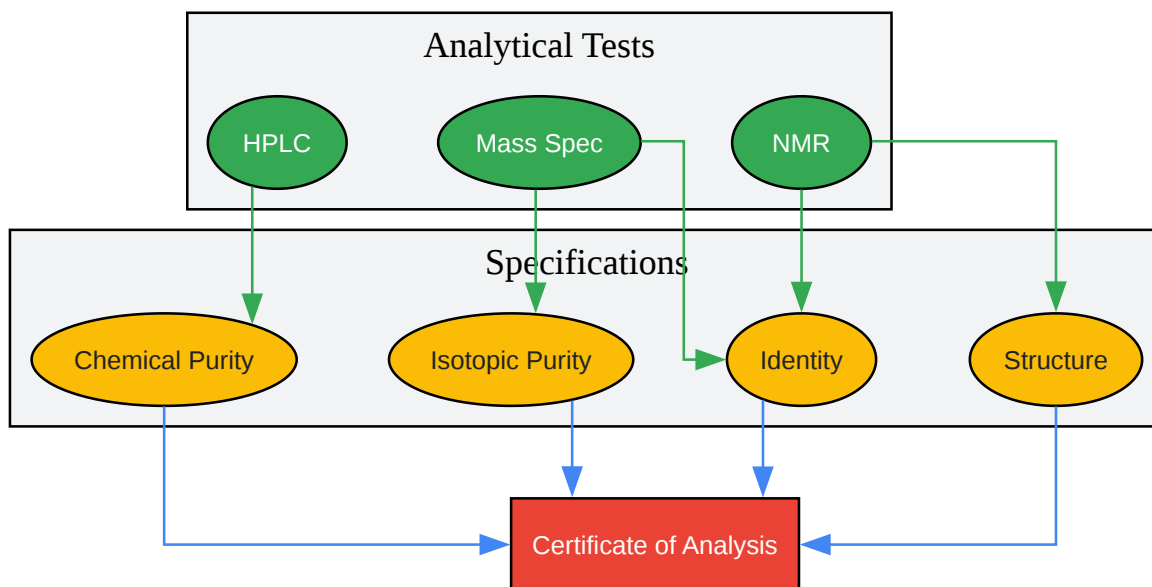 Analytical Tests
HPLC
Mass Spec
NMR
Specifications
Chemical Purity
Isotopic Purity
Identity
Structure
Certificate of Analysis